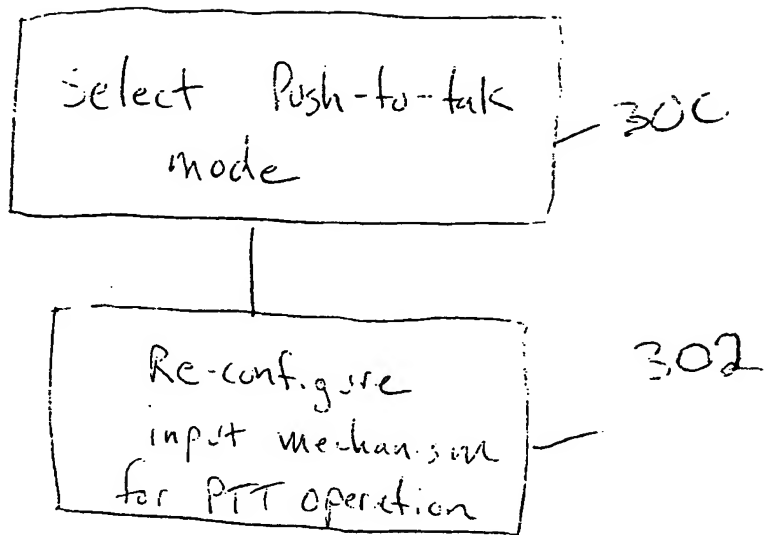 Select Push-to-talk
mode
300
Re-configure
input mechanism
for PTT operation
302